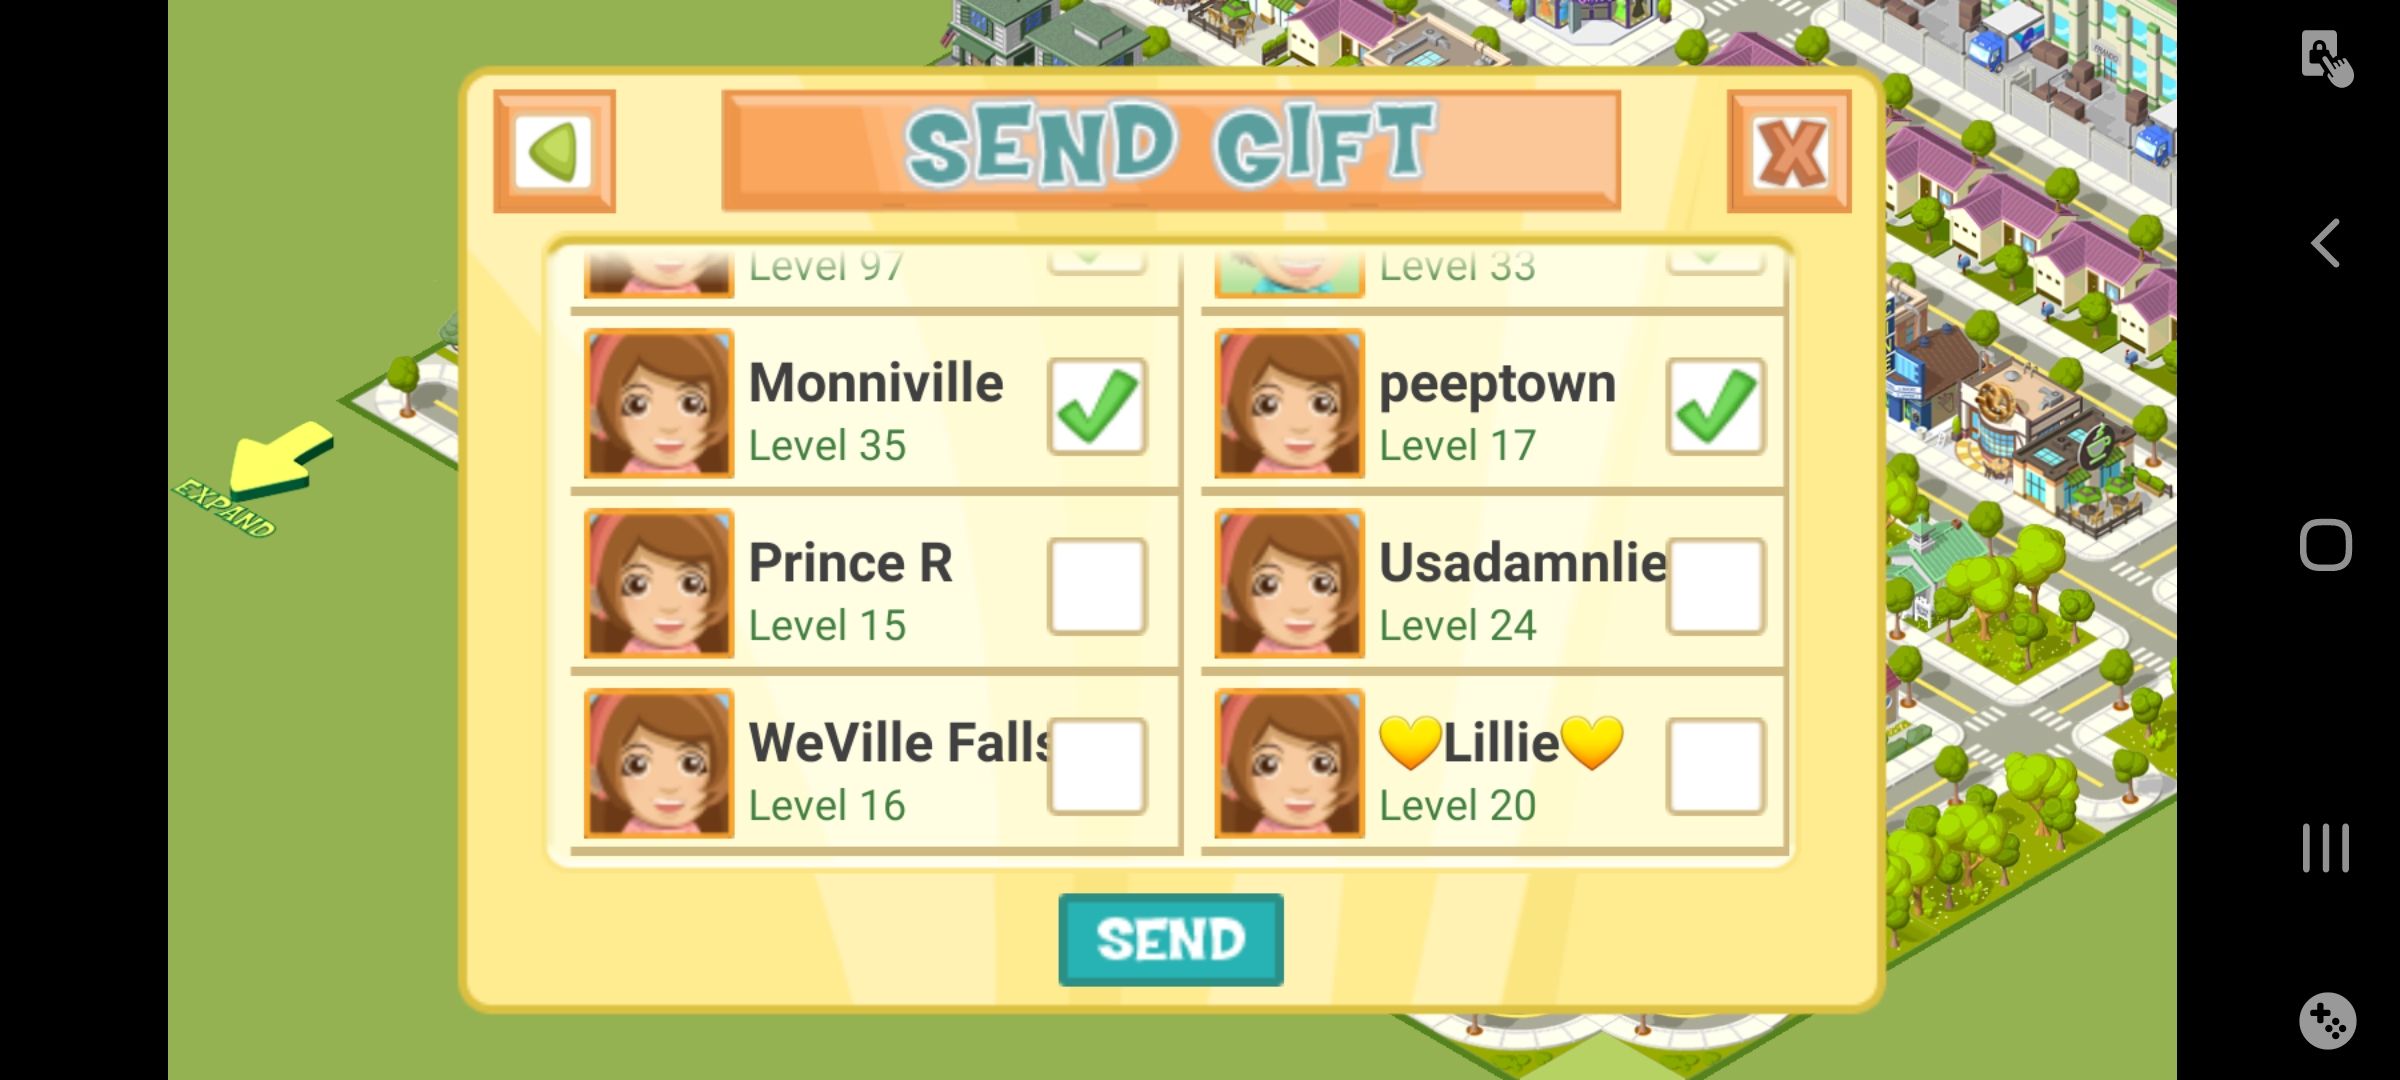 SEND GIFT
Level 97
Level 33
Monniville
Level 35
peeptown
Level 17
Prince R
Level 15
Usadamnlie
Level 24
WeVille Falls
Level 16
💛Lillie💛
Level 20
SEND
EXPAND